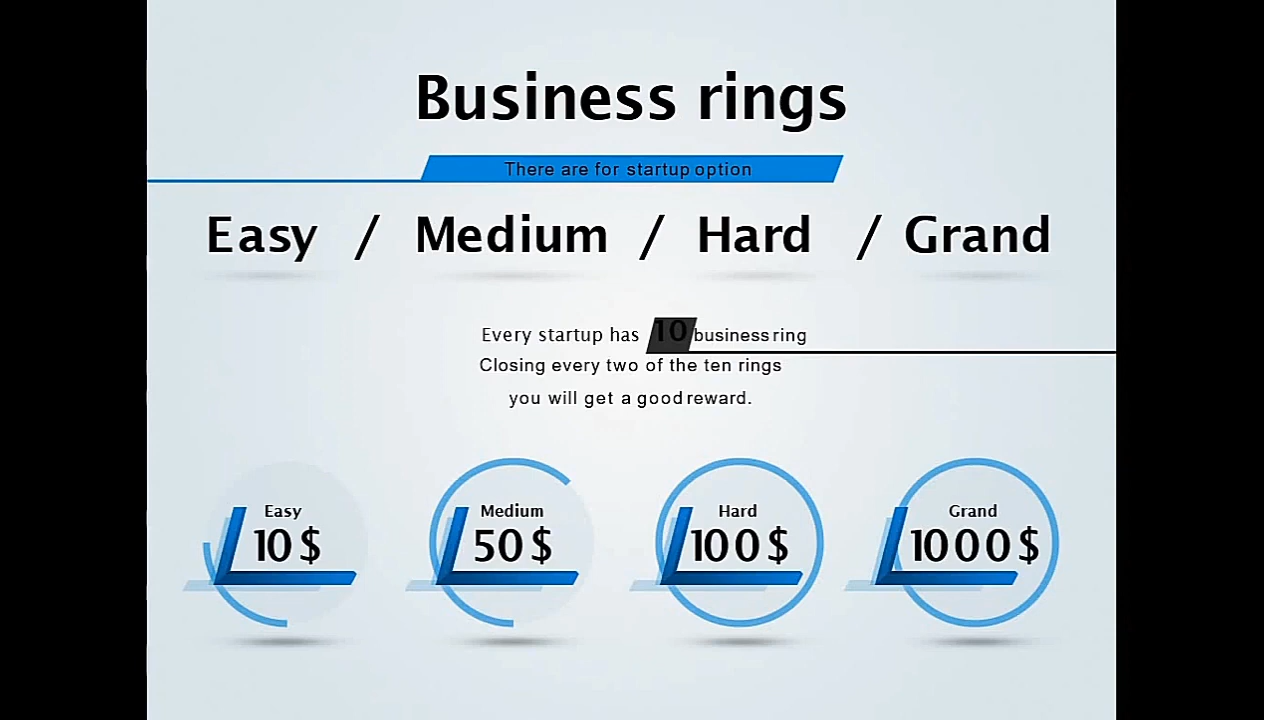 Business rings
There are for startup option
Easy / Medium / Hard / Grand
Every startup has 10 business ring
Closing every two of the ten rings
you will get a good reward.
Easy
10$
Medium
50$
Hard
100$
Grand
1000$